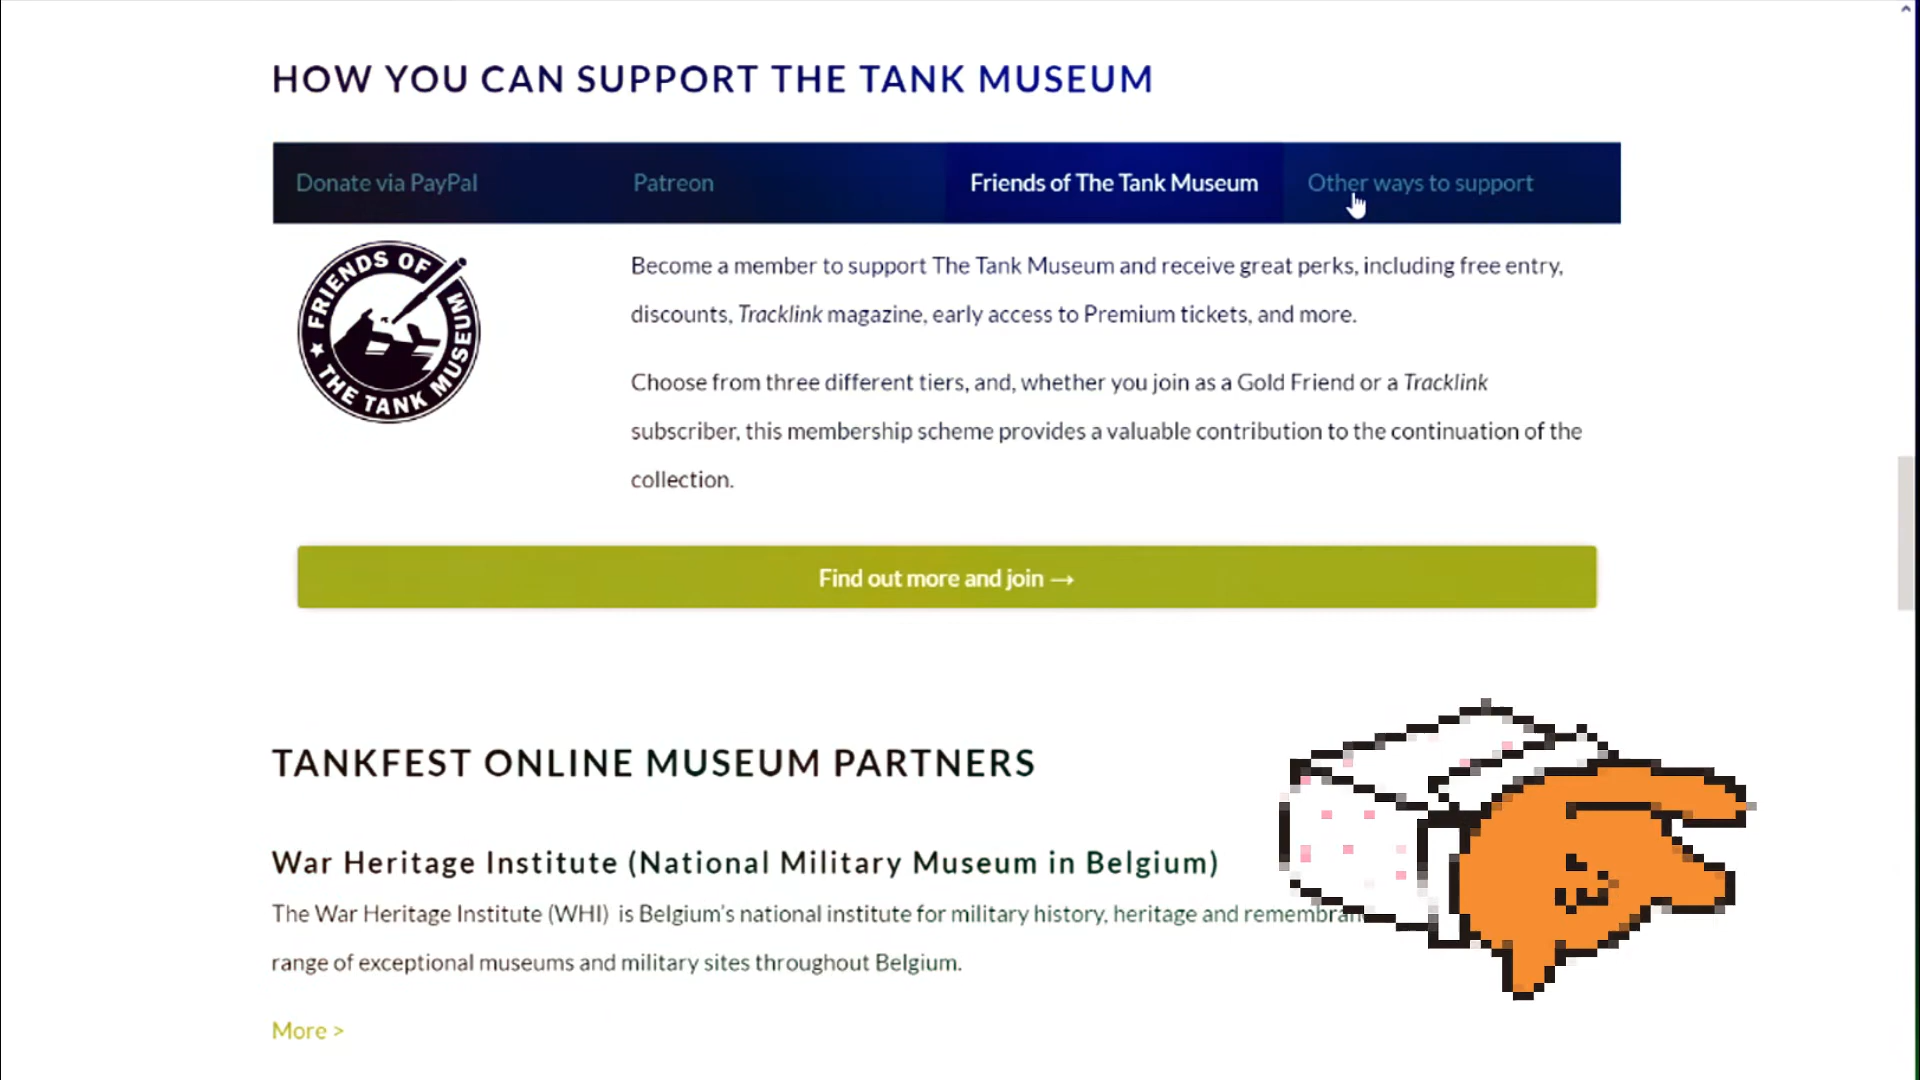 HOW YOU CAN SUPPORT THE TANK MUSEUM
Donate via PayPal
Patreon
Friends of The Tank Museum
Other ways to support
FRIENDS OF
THE TANK MUSEUM
Become a member to support The Tank Museum and receive great perks, including free entry,
discounts, Tracklink magazine, early access to Premium tickets, and more.
Choose from three different tiers, and, whether you join as a Gold Friend or a Tracklink
subscriber, this membership scheme provides a valuable contribution to the continuation of the
collection.
Find out more and join →
TANKFEST ONLINE MUSEUM PARTNERS
War Heritage Institute (National Military Museum in Belgium)
The War Heritage Institute (WHI) is Belgium's national institute for military history, heritage and
range of exceptional museums and military sites throughout Belgium.
More >